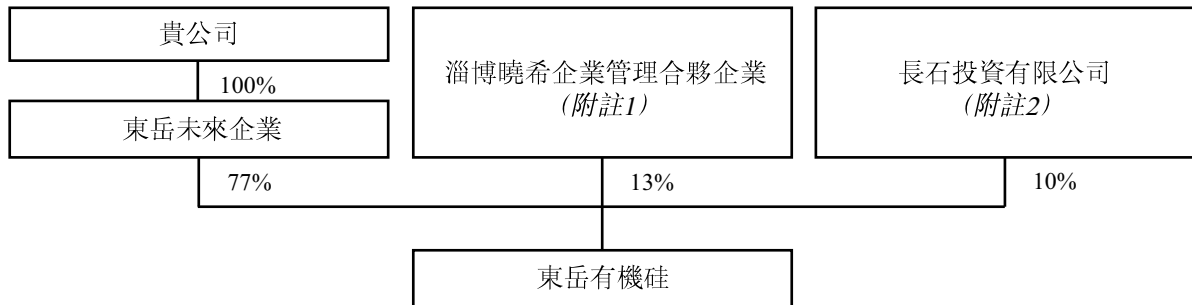 貴公司
100%
東岳未來企業
淄博曉希企業管理合夥企業
(附註1)
長石投資有限公司
(附註2)
77%
13%
10%
東岳有機硅